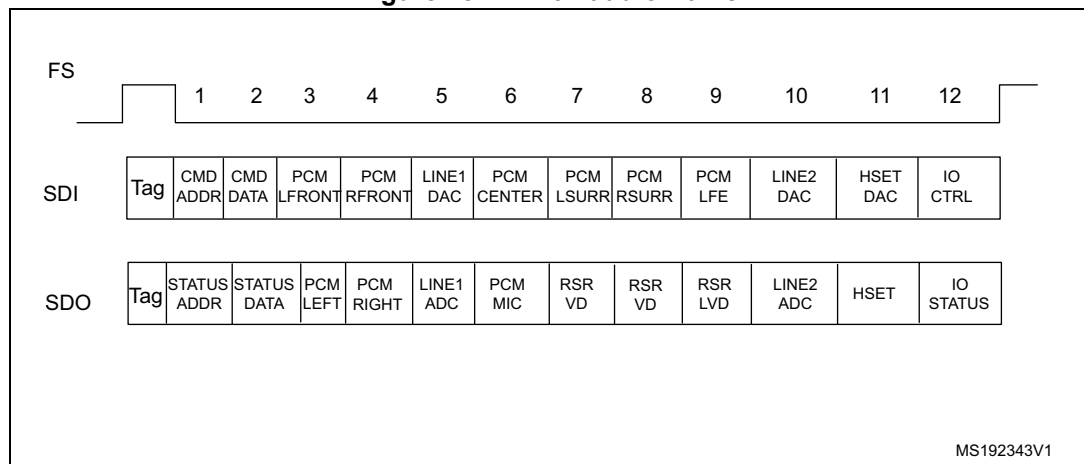 FS
1 2 3 4 5 6 7 8 9 10 11 12
SDI
Tag CMD CMD PCM PCM LINE1 PCM PCM PCM PCM LINE2 HSET IO
ADDR DATA LFRONT RFRONT DAC CENTER LSURR RSURR LFE DAC DAC CTRL
SDO
Tag STATUS STATUS PCM PCM LINE1 PCM RSR RSR RSR LINE2 HSET IO
ADDR DATA LEFT RIGHT ADC MIC VD VD LVD ADC STATUS
MS192343V1